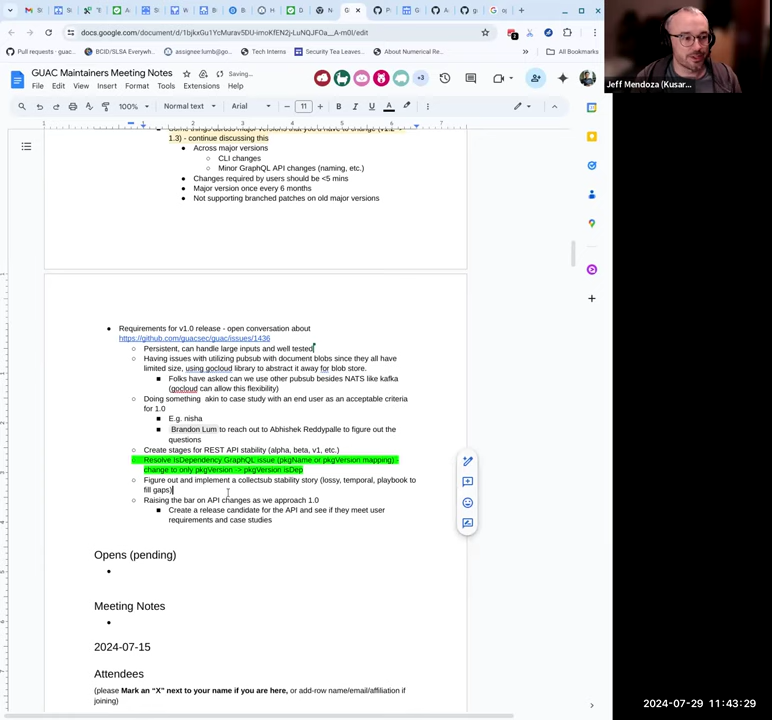 docs.google.com/document/d/1bjkxGu1YcMurav5DU-imoKfEN2j-LuNQJFOa__A-m0I/edit
Pull requests · guac...
BCID/SLSA Everywh...
assignee:lumb@goo...
Tech Interns
Security Tea Leaves...
About Numerical Re...
All Bookmarks
GUAC Maintainers Meeting Notes
Saving...
File Edit View Insert Format Tools Extensions Help
+3
100%
Normal text
Arial
11
1.3) - continue discussing this
Across major versions
CLI changes
Minor GraphQL API changes (naming, etc.)
Changes required by users should be <5 mins
Major version once every 6 months
Not supporting branched patches on old major versions
Requirements for v1.0 release - open conversation about
https://github.com/guacsec/guac/issues/1436
Persistent, can handle large inputs and well tested
Having issues with utilizing pubsub with document blobs since they all have
limited size, using gocloud library to abstract it away for blob store.
Folks have asked can we use other pubsub besides NATS like kafka
(gocloud can allow this flexibility)
Doing something akin to case study with an end user as an acceptable criteria
for 1.0
E.g. nisha
Brandon Lum to reach out to Abhishek Reddypalle to figure out the
questions
Create stages for REST API stability (alpha, beta, v1, etc.)
Resolve IsDependency GraphQL issue (pkgName or pkgVersion mapping) -
change to only pkgVersion -> pkgVersion isDep
Figure out and implement a collectsub stability story (lossy, temporal, playbook to
fill gaps)
Raising the bar on API changes as we approach 1.0
Create a release candidate for the API and see if they meet user
requirements and case studies
Opens (pending)
Meeting Notes
2024-07-15
Attendees
(please Mark an “X” next to your name if you are here, or add-row name/email/affiliation if
joining)
Jeff Mendoza (Kusar...
2024-07-29 11:43:29